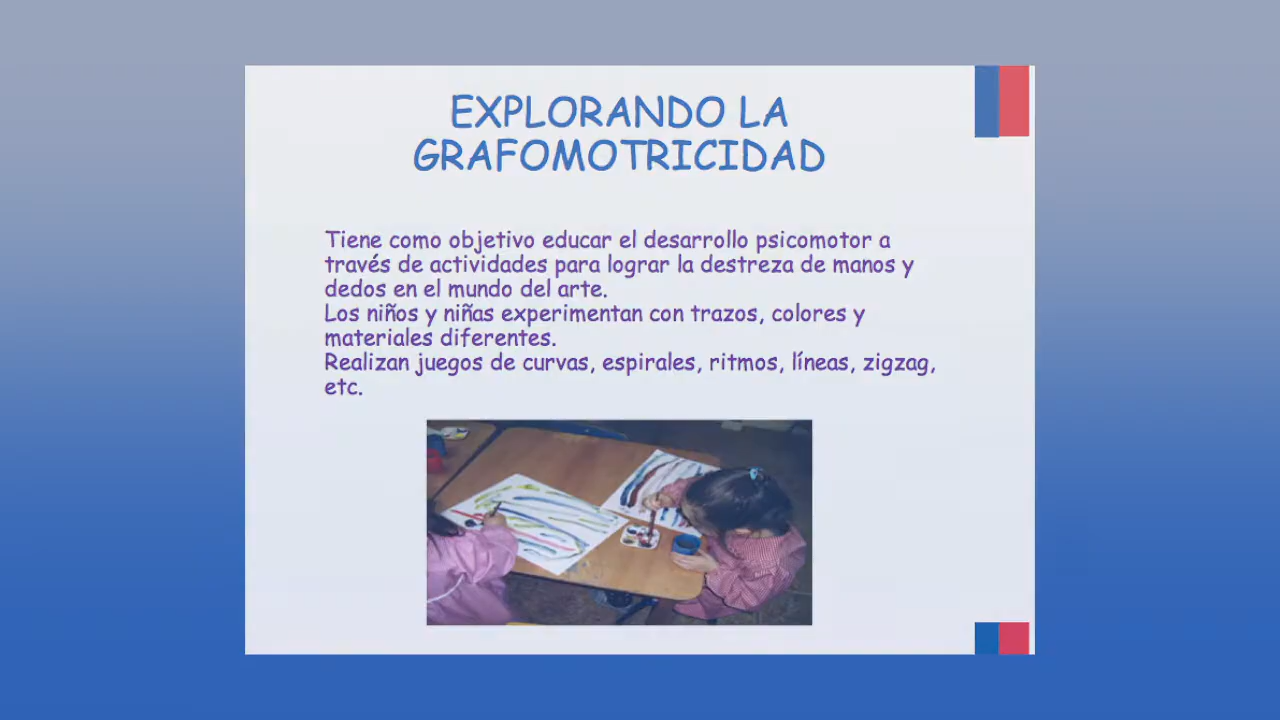 EXPLORANDO LA
GRAFOMOTRICIDAD
Tiene como objetivo educar el desarrollo psicomotor a
través de actividades para lograr la destreza de manos y
dedos en el mundo del arte.
Los niños y niñas experimentan con trazos, colores y
materiales diferentes.
Realizan juegos de curvas, espirales, ritmos, líneas, zigzag,
etc.